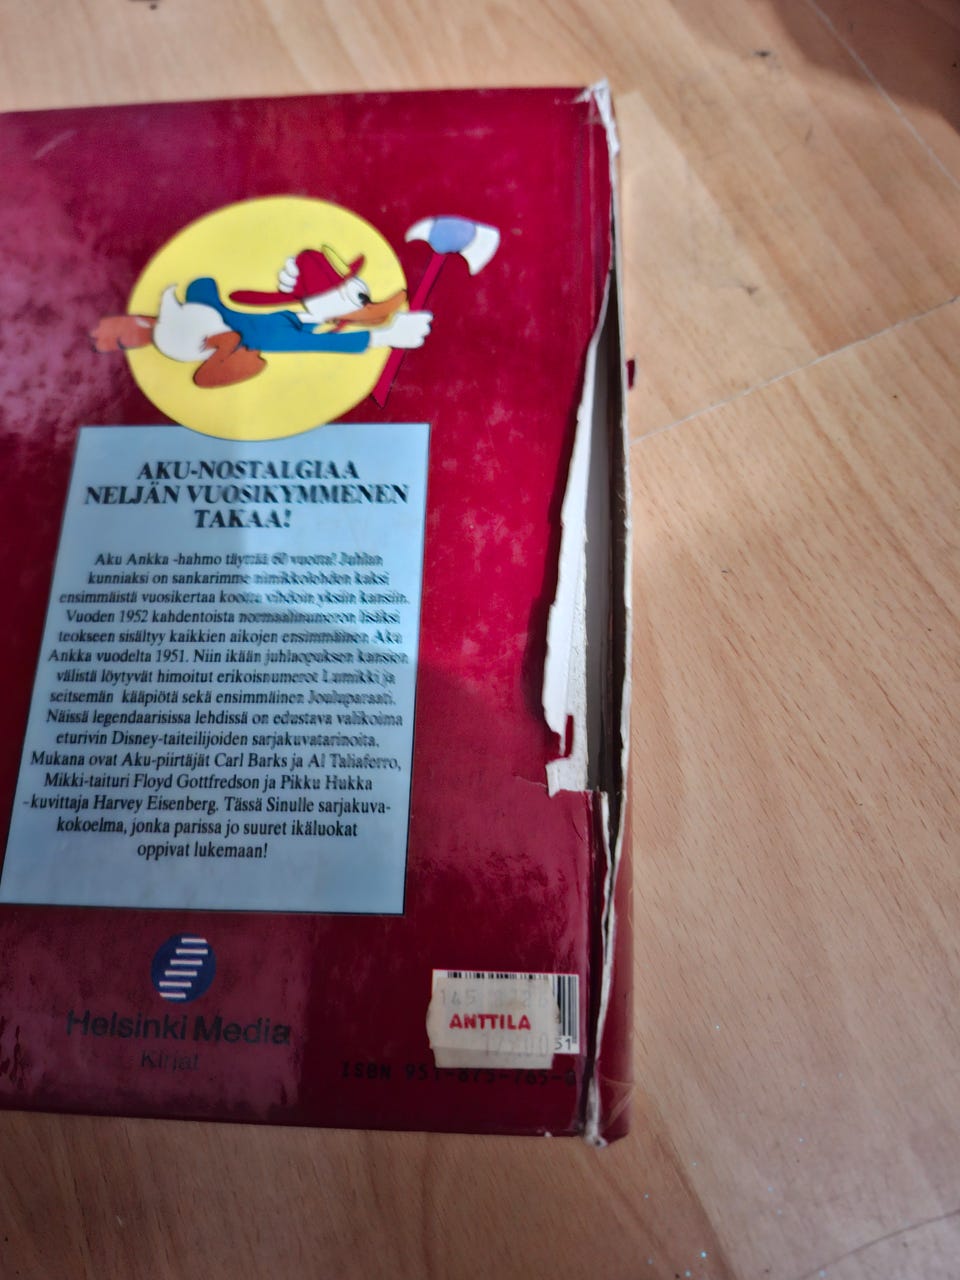 AKU-NOSTALGIAA
NELJÄN VUOSIKYMMENEN
TAKAA!
Aku Ankka -hahmo täyttää 60 vuotta! Juhlan
kunniaksi on sankarimme nimikkolehden kaksi
ensimmäistä vuosikertaa koottu vihdoin yksiin kansiin.
Vuoden 1952 kahdentoista normaalinumeron lisäksi
teokseen sisältyy kaikkien aikojen ensimmäinen Aku
Ankka vuodelta 1951. Niin ikään juhlaopuksen kansien
välistä löytyvät himoitut erikoisnumerot Lumikki ja
seitsemän kääpiötä sekä ensimmäinen Jouluparaati.
Näissä legendaarisissa lehdissä on edustava valikoima
eturivin Disney-taiteilijoiden sarjakuvatarinoita.
Mukana ovat Aku-piirtäjät Carl Barks ja Al Taliaferro,
Mikki-taituri Floyd Gottfredson ja Pikku Hukka
-kuvittaja Harvey Eisenberg. Tässä Sinulle sarjakuva-
kokoelma, jonka parissa jo suuret ikäluokat
oppivat lukemaan!
Helsinki Media
Kirjat
145
ANTTILA
51
ISBN